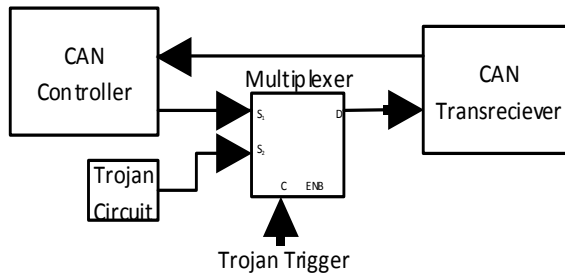 CAN
Controller
Multiplexer
CAN
Transreciever
S₁
D
S₂
C ENB
Trojan
Circuit
Trojan Trigger